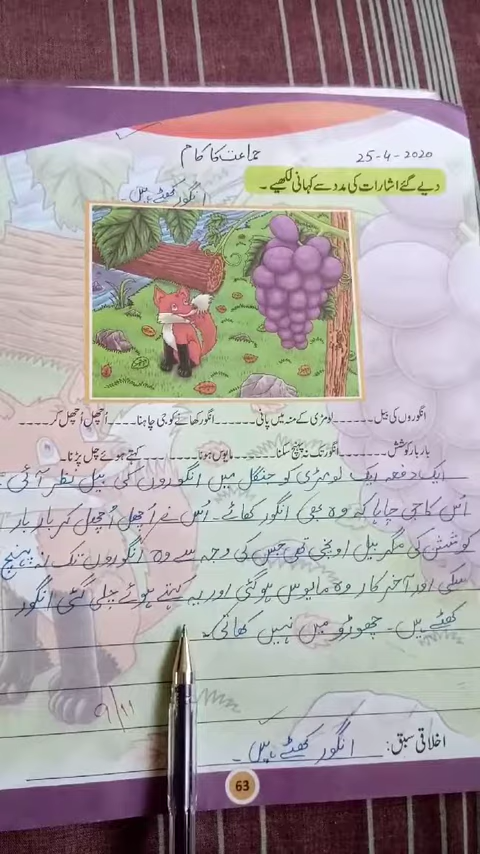 جماعت کا کام
25-4-2020
دیے گئے اشارات کی مدد سے کہانی لکھیے ۔
انگور کھٹے ہیں۔
انگوروں کی بیل ------- لومڑی کے منہ میں پانی ------ انگور کھانے کو جی چاہنا ---- اُچھل اُچھل کر -----
بار بار کوشش ------- انگور تک نہ پہنچ سکنا ------ مایوس ہونا ------ کہتے ہوئے چل پڑنا۔
ایک دفعہ ایک لومڑی کو جنگل میں انگوروں کی بیل نظر آئی۔
اُس کا جی چاہا کہ وہ بھی انگور کھائے۔ اُس نے اُچھل اُچھل کر بار بار
کوشش کی مگر بیل اونچی تھی جس کی وجہ سے وہ انگوروں تک نہ پہنچ
سکی اور آخر کار وہ مایوس ہو گئی اور یہ کہتے ہوئے چلی گئی انگور
کھٹے ہیں۔ چھوڑو میں نہیں کھاتی۔
9/11
اخلاقی سبق: انگور کھٹے ہیں۔
63